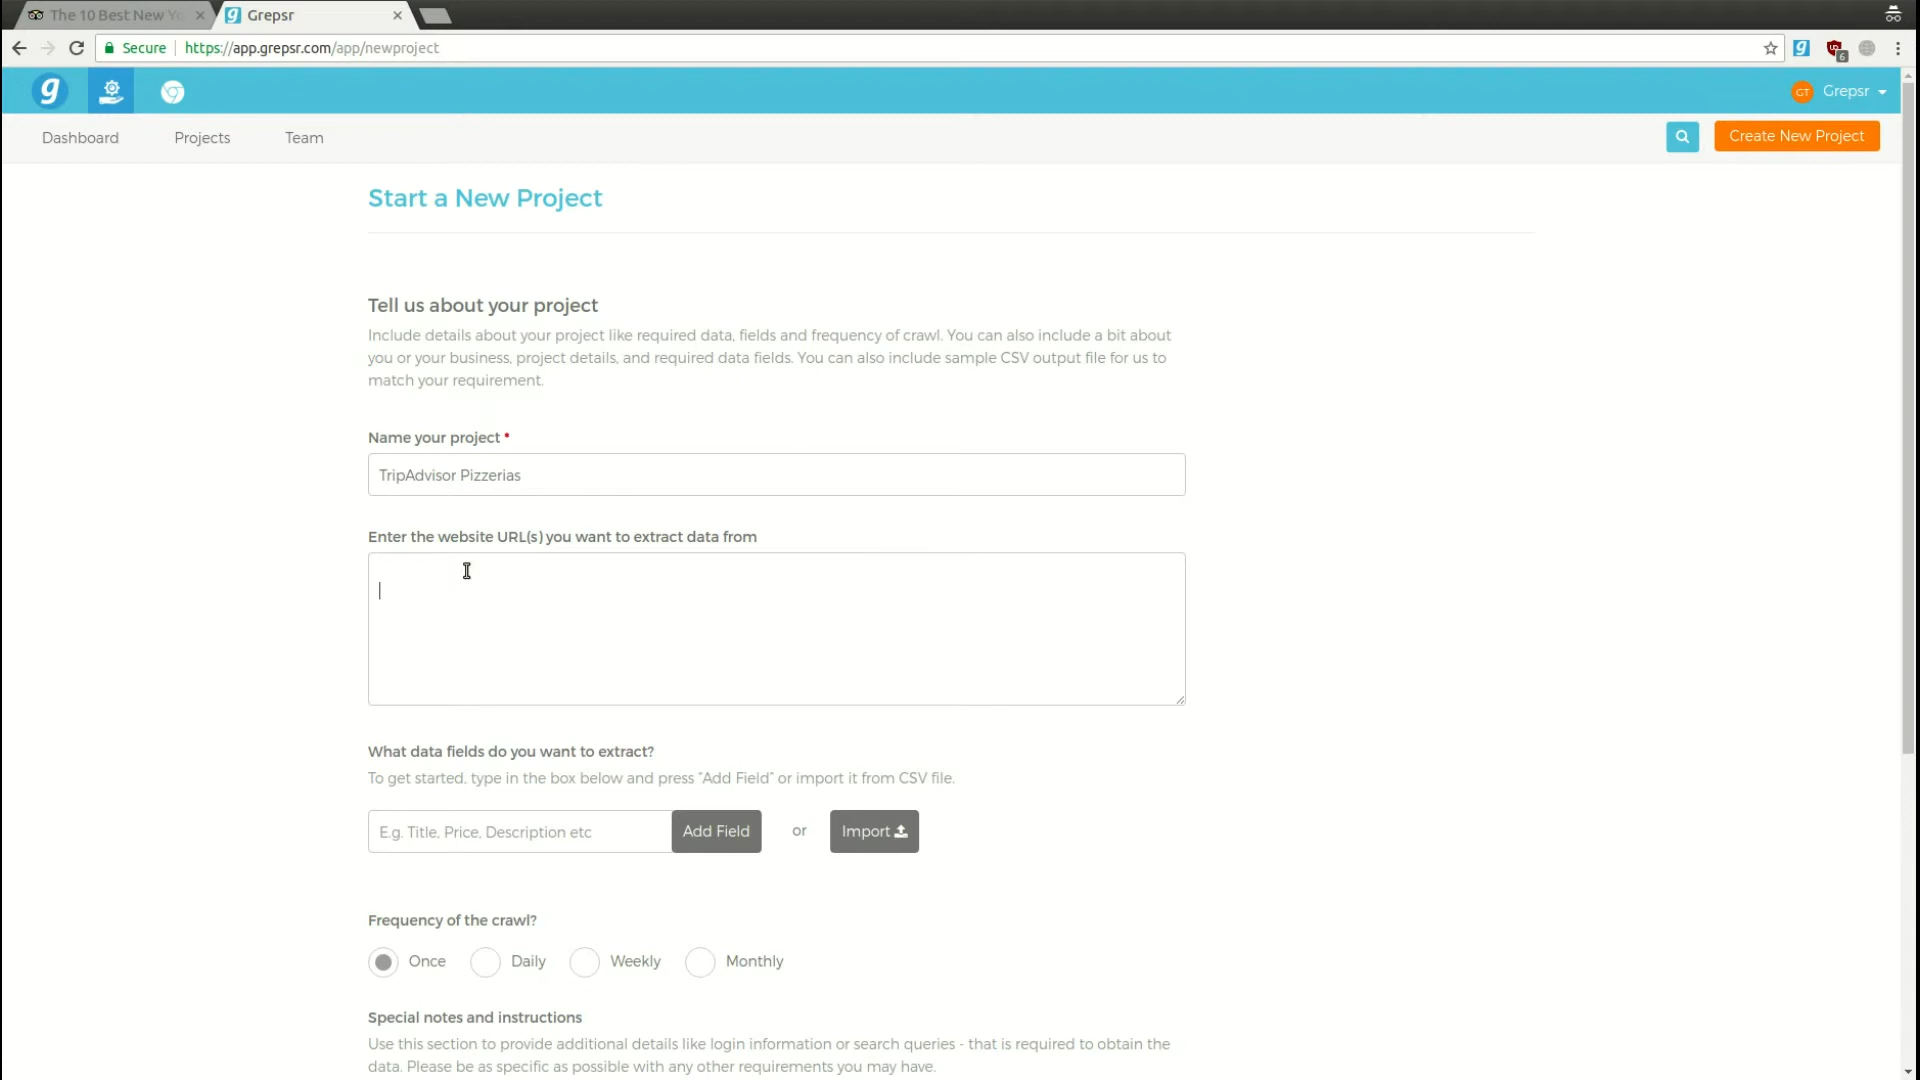 The 10 Best New Yo
Grepsr
Secure https://app.grepsr.com/app/newproject
6
g
GT Grepsr
Dashboard Projects Team
Create New Project
Start a New Project
Tell us about your project
Include details about your project like required data, fields and frequency of crawl. You can also include a bit about
you or your business, project details, and required data fields. You can also include sample CSV output file for us to
match your requirement.
Name your project *
TripAdvisor Pizzerias
Enter the website URL(s) you want to extract data from
What data fields do you want to extract?
To get started, type in the box below and press "Add Field" or import it from CSV file.
E.g. Title, Price, Description etc Add Field or Import
Frequency of the crawl?
Once Daily Weekly Monthly
Special notes and instructions
Use this section to provide additional details like login information or search queries - that is required to obtain the
data. Please be as specific as possible with any other requirements you may have.